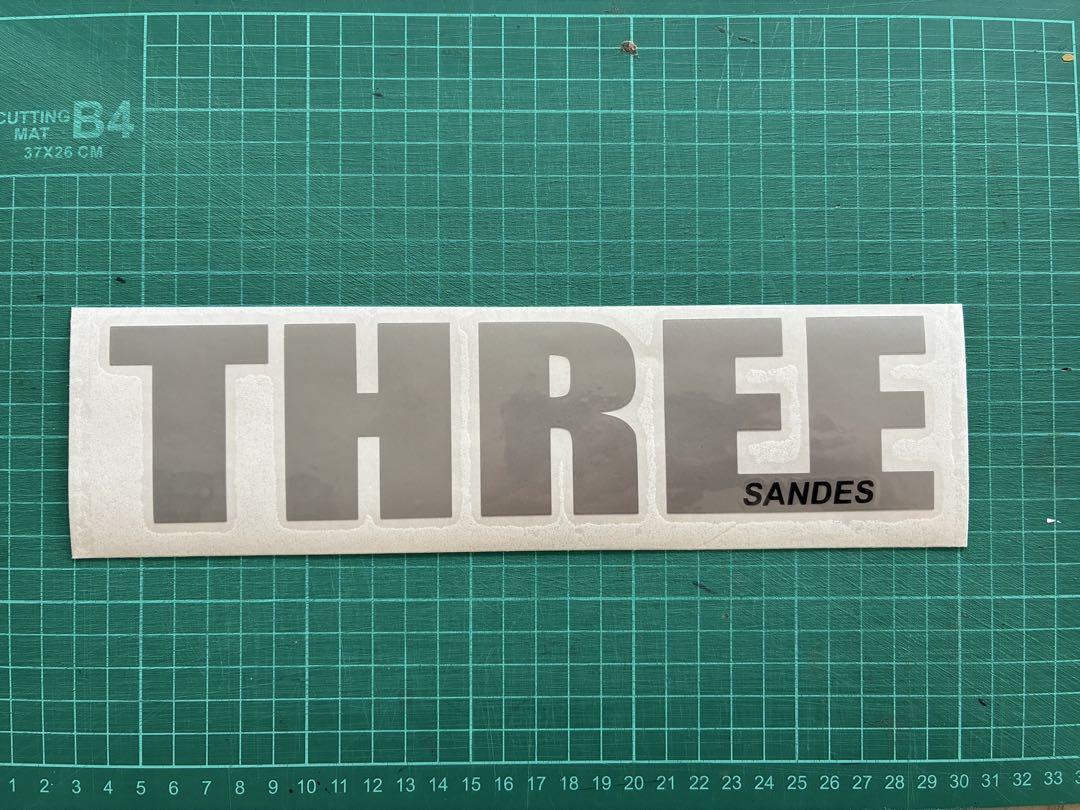 CUTTING
MAT
B4
37X26 CM
THREE
SANDES
1 2 3 4 5 6 7 8 9 10 11 12 13 14 15 16 17 18 19 20 21 22 23 24 25 26 27 28 29 30 31 32 33